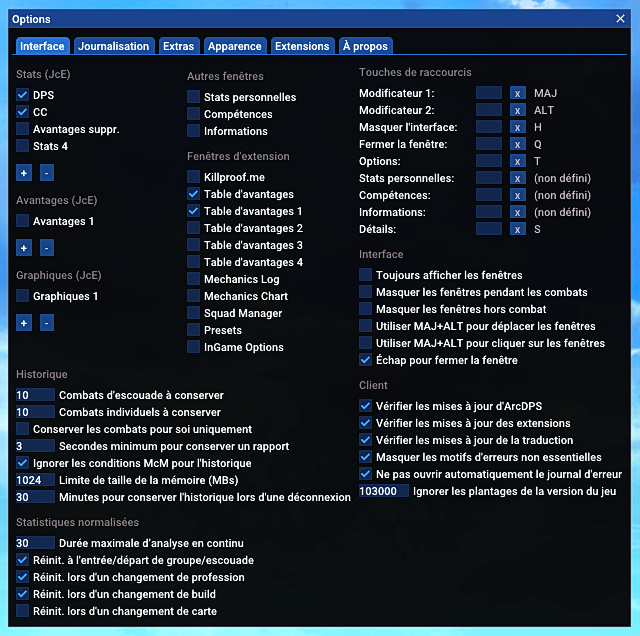 Options
Interface Journalisation Extras Apparence Extensions À propos
Stats (JcE)
DPS
CC
Avantages suppr.
Stats 4
+ -
Avantages (JcE)
Avantages 1
+ -
Graphiques (JcE)
Graphiques 1
+ -
Autres fenêtres
Stats personnelles
Compétences
Informations
Fenêtres d'extension
Killproof.me
Table d'avantages
Table d'avantages 1
Table d'avantages 2
Table d'avantages 3
Table d'avantages 4
Mechanics Log
Mechanics Chart
Squad Manager
Presets
InGame Options
Touches de raccourcis
Modificateur 1: x MAJ
Modificateur 2: x ALT
Masquer l'interface: x H
Fermer la fenêtre: x Q
Options: x T
Stats personnelles: x (non défini)
Compétences: x (non défini)
Informations: x (non défini)
Détails: x S
Interface
Toujours afficher les fenêtres
Masquer les fenêtres pendant les combats
Masquer les fenêtres hors combat
Utiliser MAJ+ALT pour déplacer les fenêtres
Utiliser MAJ+ALT pour cliquer sur les fenêtres
Échap pour fermer la fenêtre
Historique
10 Combats d'escouade à conserver
10 Combats individuels à conserver
Conserver les combats pour soi uniquement
3 Secondes minimum pour conserver un rapport
Ignorer les conditions McM pour l'historique
1024 Limite de taille de la mémoire (MBs)
30 Minutes pour conserver l'historique lors d'une déconnexion
Client
Vérifier les mises à jour d'ArcDPS
Vérifier les mises à jour des extensions
Vérifier les mises à jour de la traduction
Masquer les motifs d'erreurs non essentielles
Ne pas ouvrir automatiquement le journal d'erreur
103000 Ignorer les plantages de la version du jeu
Statistiques normalisées
30 Durée maximale d'analyse en continu
Réinit. à l'entrée/départ de groupe/escouade
Réinit. lors d'un changement de profession
Réinit. lors d'un changement de build
Réinit. lors d'un changement de carte